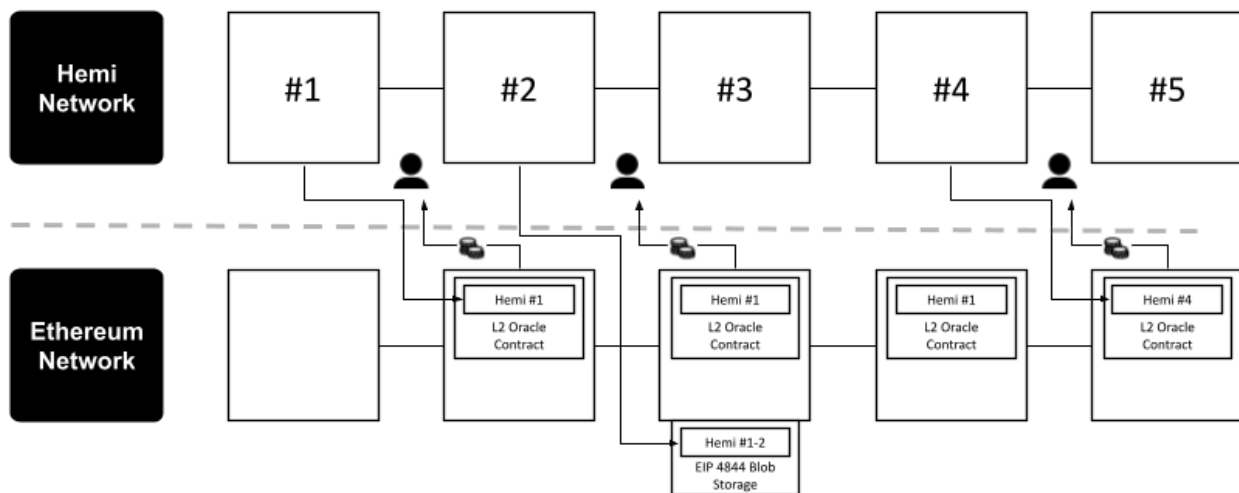 Hemi
Network
#1
#2
#3
#4
#5
Ethereum
Network
Hemi #1
L2 Oracle
Contract
Hemi #1
L2 Oracle
Contract
Hemi #1
L2 Oracle
Contract
Hemi #4
L2 Oracle
Contract
Hemi #1-2
EIP 4844 Blob
Storage